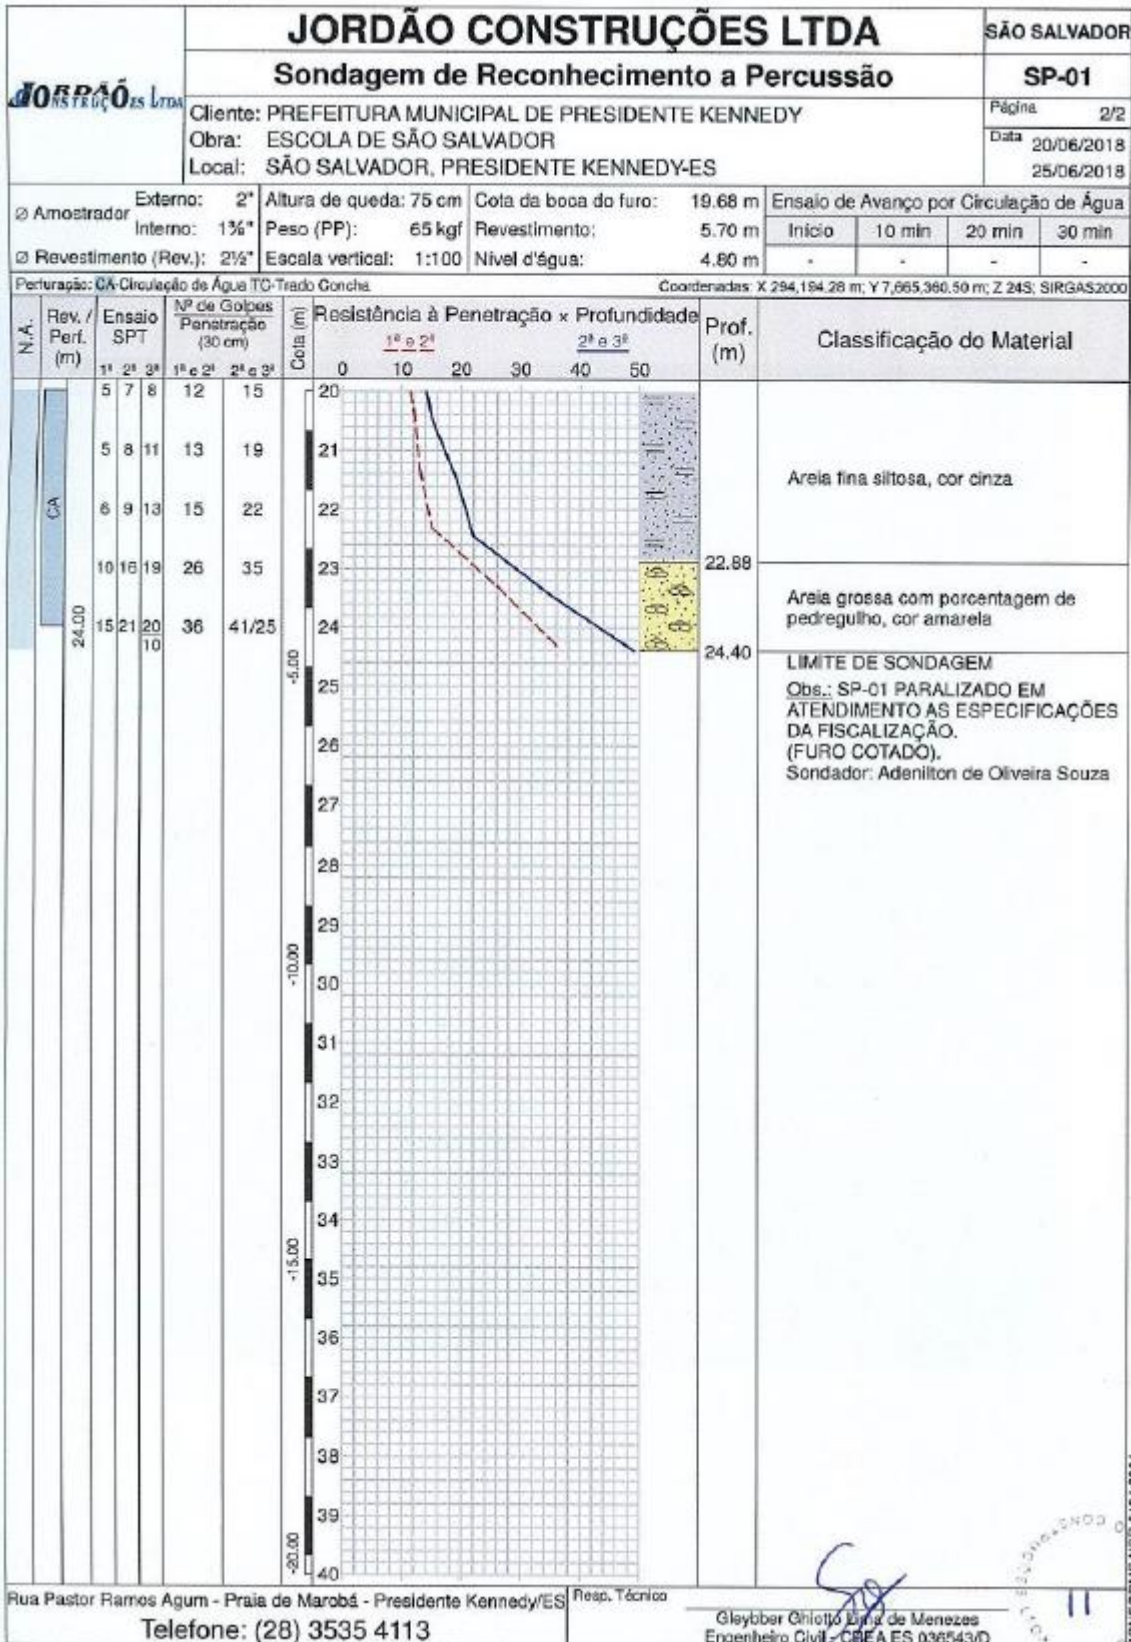 JORDÃO CONSTRUÇÕES LTDA
SÃO SALVADOR
Sondagem de Reconhecimento a Percussão
SP-01
Cliente: PREFEITURA MUNICIPAL DE PRESIDENTE KENNEDY
Página 2/2
Obra: ESCOLA DE SÃO SALVADOR
Data 20/06/2018
Local: SÃO SALVADOR, PRESIDENTE KENNEDY-ES
25/06/2018
Ø Amostrador Externo: 2" Altura de queda: 75 cm Cota da boca do furo: 19.68 m Ensaio de Avanço por Circulação de Água
Interno: 1⅜" Peso (PP): 65 kgf Revestimento: 5.70 m Início 10 min 20 min 30 min
Ø Revestimento (Rev.): 2½" Escala vertical: 1:100 Nível d'água: 4.80 m - - - -
Perfuração: CA-Circulação de Água TC-Trado Concha Coordenadas: X 294,194.28 m; Y 7,665,360.50 m; Z 24S; SIRGAS2000
N.A.
Rev. / Perf. (m)
Ensaio SPT
1ª 2ª 3ª
Nº de Golpes
Penetração
(30 cm)
1ª e 2ª 2ª e 3ª
Cota (m)
Resistência à Penetração x Profundidade
1ª e 2ª 2ª e 3ª
0 10 20 30 40 50
Prof. (m)
Classificação do Material
5 7 8 12 15 20
5 8 11 13 19 21
Areia fina siltosa, cor cinza
CA
6 9 13 15 22 22
22.88
10 16 19 26 35 23
Areia grossa com porcentagem de
pedregulho, cor amarela
24.00
15 21 20 36 41/25 24
10
24.40
-5.00
LIMITE DE SONDAGEM
25
Obs.: SP-01 PARALIZADO EM
ATENDIMENTO AS ESPECIFICAÇÕES
DA FISCALIZAÇÃO.
26
(FURO COTADO).
Sondador: Adenilton de Oliveira Souza
27
28
29
-10.00
30
31
32
33
34
-15.00
35
36
37
38
39
-20.00
40
Rua Pastor Ramos Agum - Praia de Marobá - Presidente Kennedy/ES
Resp. Técnico
Telefone: (28) 3535 4113
Gleybber Ghiotto Lima de Menezes
Engenheiro Civil - CREA ES 036543/D
11